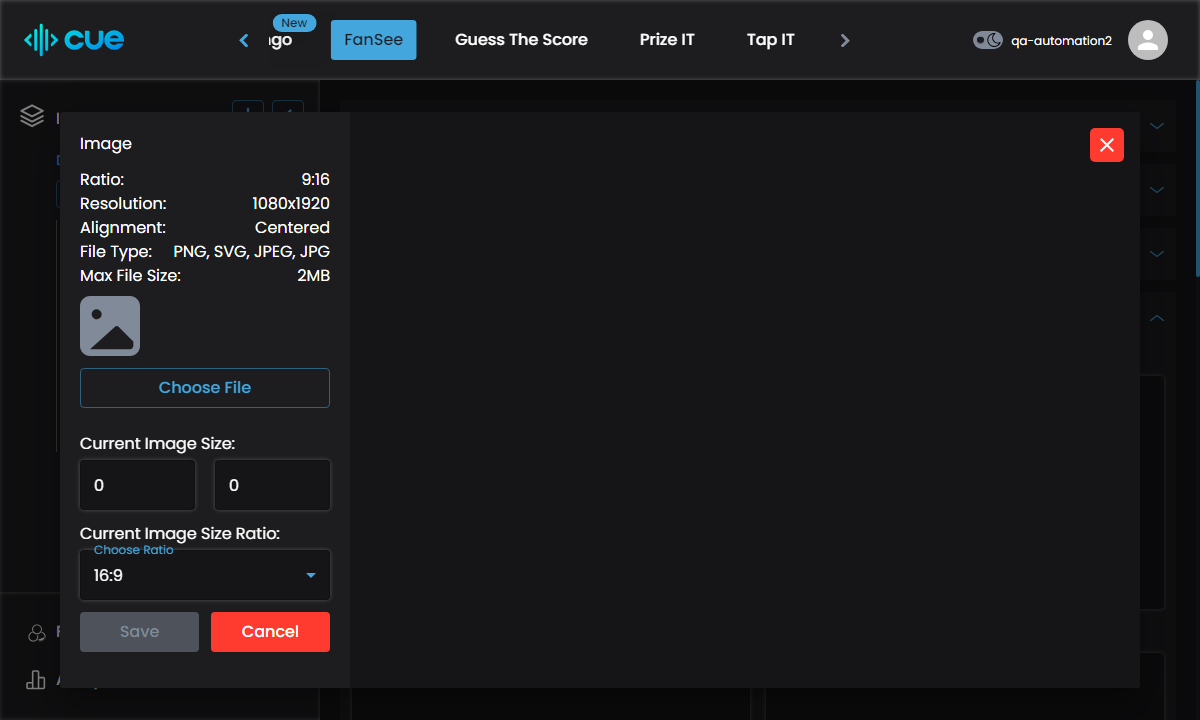 cue
New
FanSee
Guess The Score
Prize IT
Tap IT
qa-automation2
Image
Ratio: 9:16
Resolution: 1080x1920
Alignment: Centered
File Type: PNG, SVG, JPEG, JPG
Max File Size: 2MB
Choose File
Current Image Size:
0 0
Current Image Size Ratio:
Choose Ratio
16:9
Save Cancel